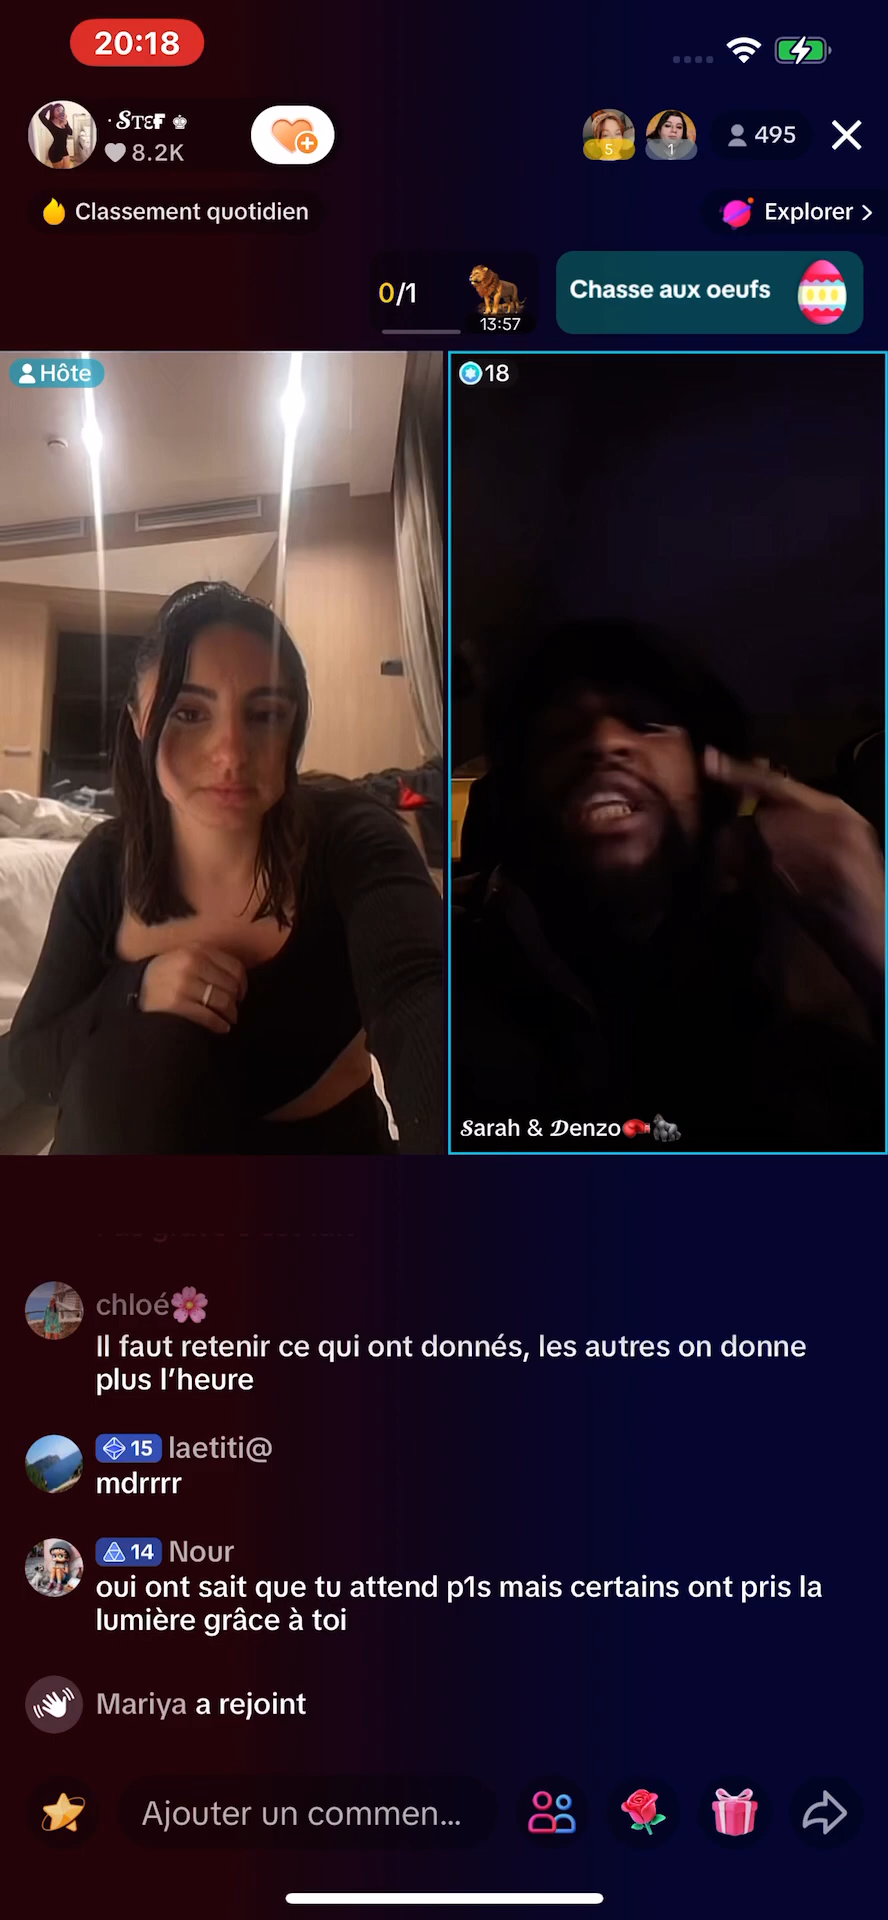 20:18
· STEF ♚
8.2K
5
1
495
Classement quotidien
Explorer >
0/1
13:57
Chasse aux oeufs
Hôte
18
Sarah & Denzo🥊🦍
chloé🌸
Il faut retenir ce qui ont donnés, les autres on donne
plus l’heure
15 laetiti@
mdrrrr
14 Nour
oui ont sait que tu attend p1s mais certains ont pris la
lumière grâce à toi
Mariya a rejoint
Ajouter un commen...